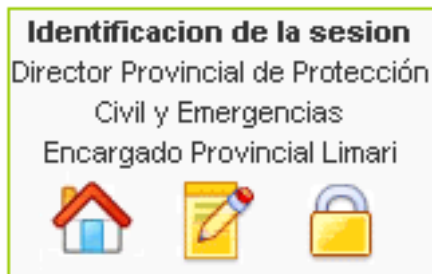 Identificacion de la sesion
Director Provincial de Protección
Civil y Emergencias
Encargado Provincial Limari